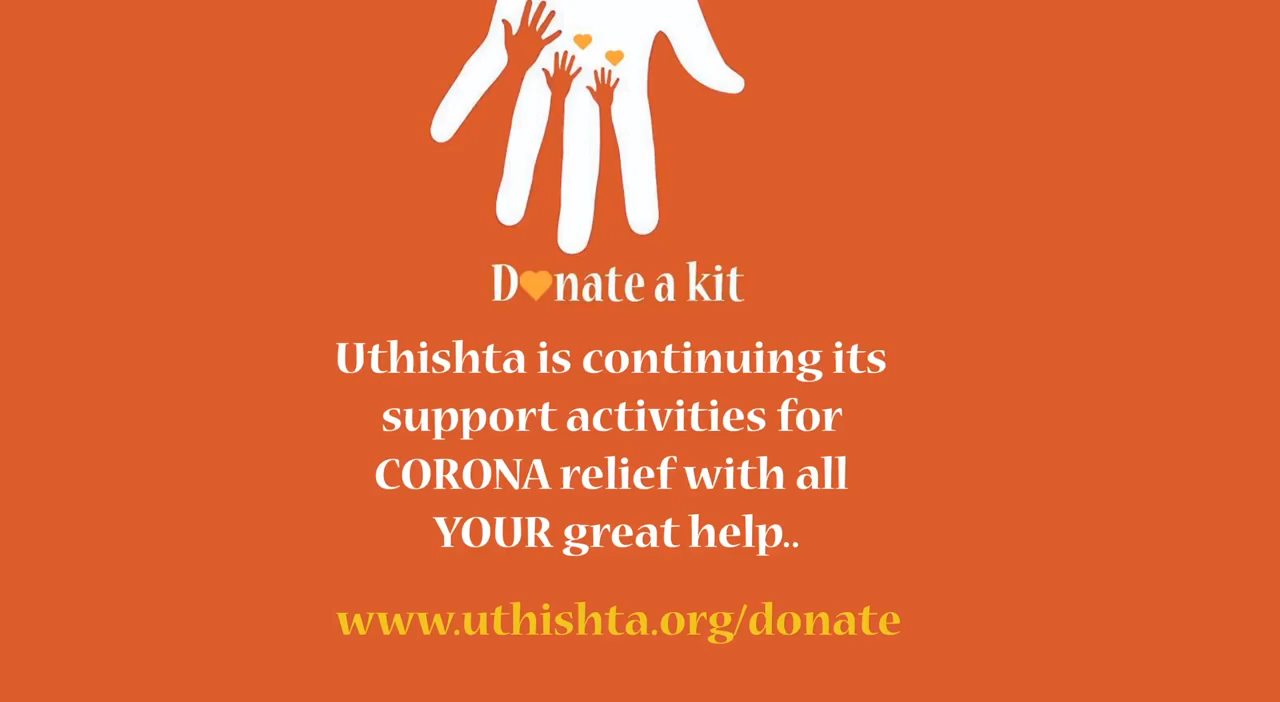 Donate a kit
Uthishta is continuing its
support activities for
CORONA relief with all
YOUR great help..
www.uthishta.org/donate